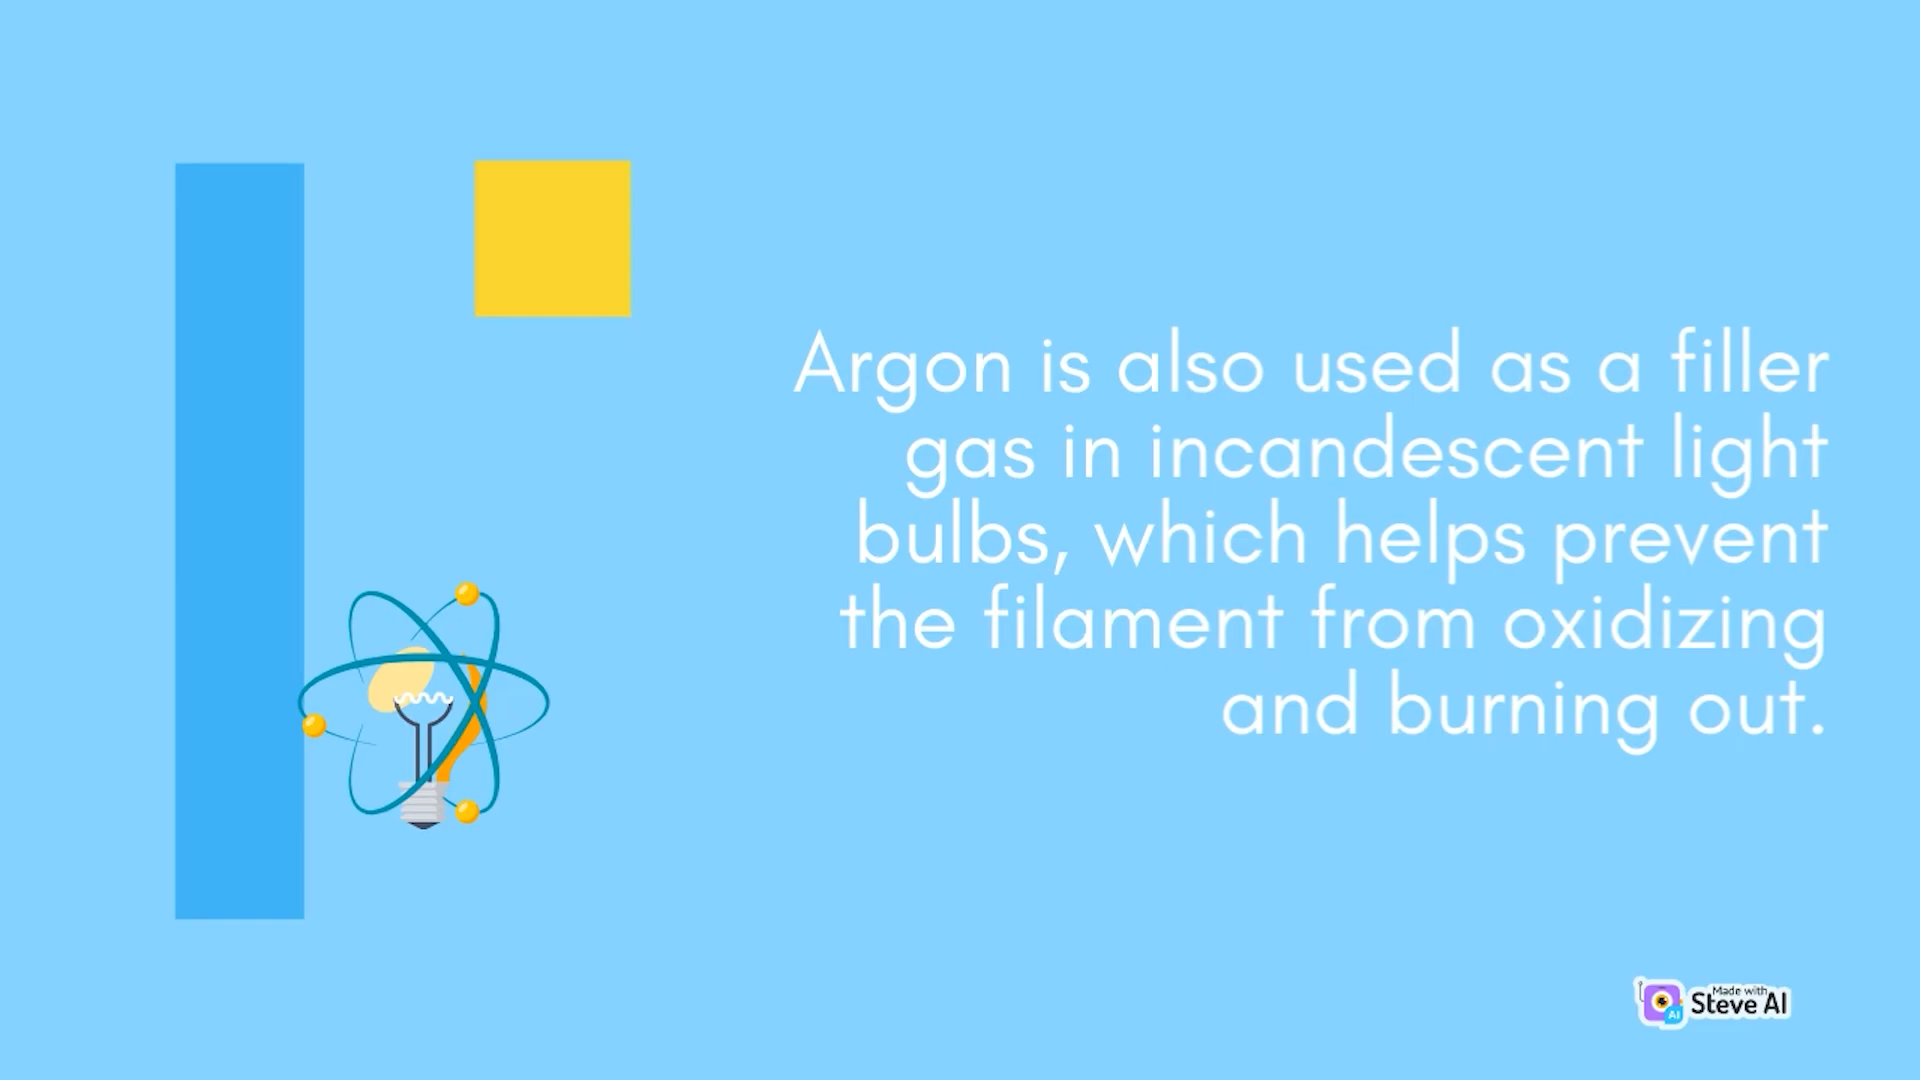 Argon is also used as a filler
gas in incandescent light
bulbs, which helps prevent
the filament from oxidizing
and burning out.
Made with
Steve AI
AI